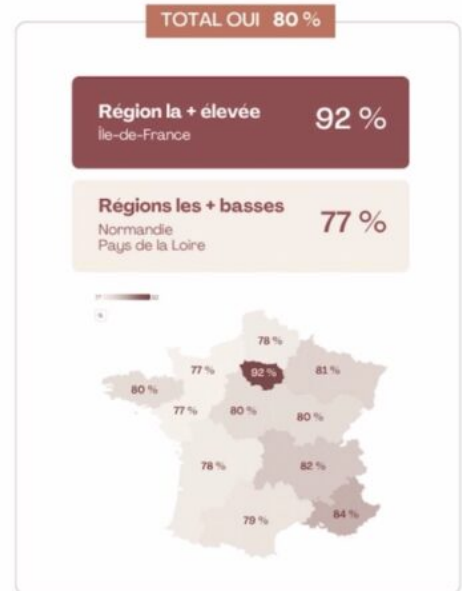 TOTAL OUI 80 %
Région la + élevée
Île-de-France
92 %
Régions les + basses
Normandie
Pays de la Loire
77 %
78 %
77 %
92 %
81 %
80 %
77 %
80 %
80 %
78 %
82 %
79 %
84 %